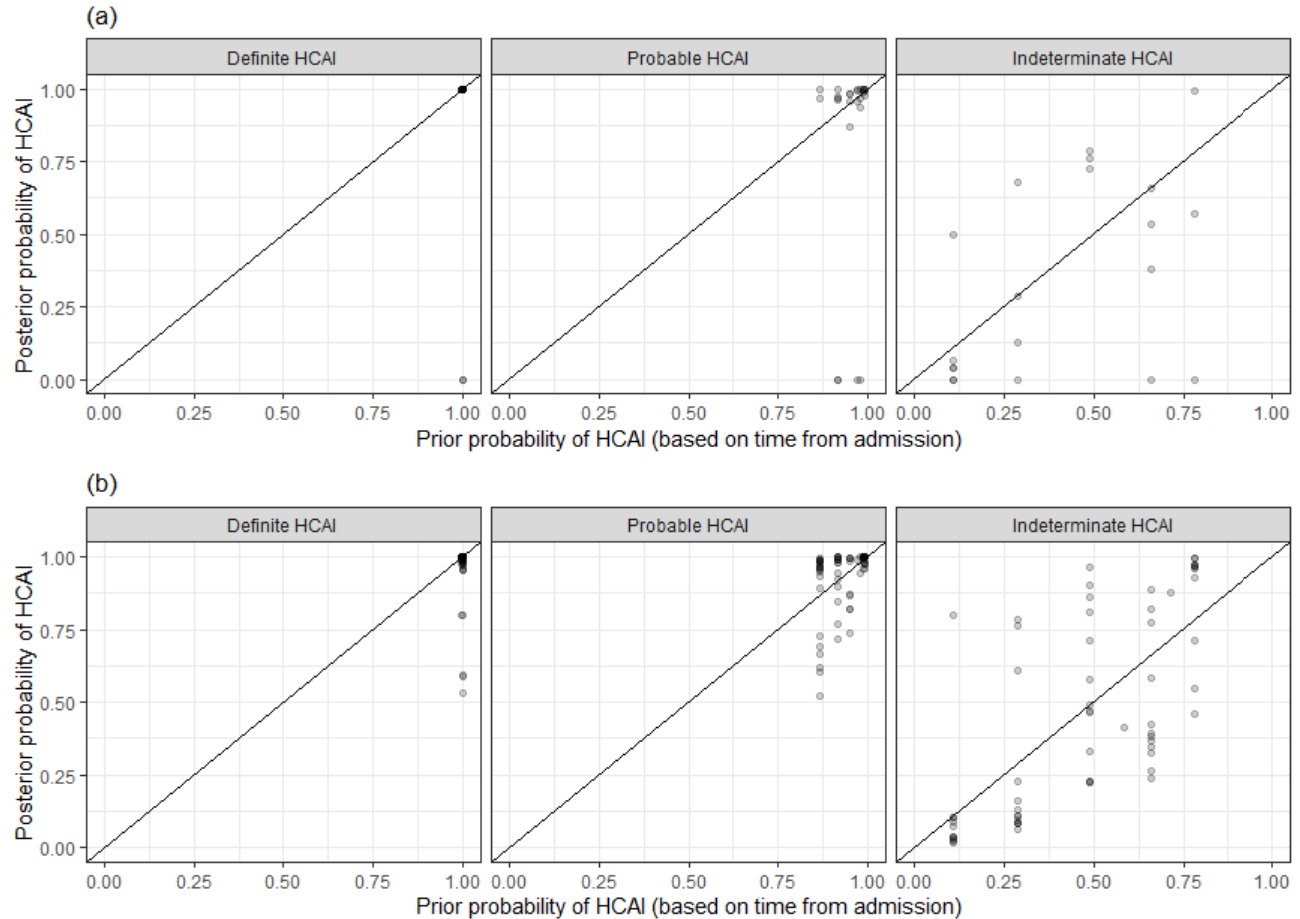 (a)
Definite HCAI Probable HCAI Indeterminate HCAI
1.00
0.75
0.50
0.25
0.00
Posterior probability of HCAI
0.00 0.25 0.50 0.75 1.00 0.00 0.25 0.50 0.75 1.00 0.00 0.25 0.50 0.75 1.00
Prior probability of HCAI (based on time from admission)
(b)
Definite HCAI Probable HCAI Indeterminate HCAI
1.00
0.75
0.50
0.25
0.00
Posterior probability of HCAI
0.00 0.25 0.50 0.75 1.00 0.00 0.25 0.50 0.75 1.00 0.00 0.25 0.50 0.75 1.00
Prior probability of HCAI (based on time from admission)